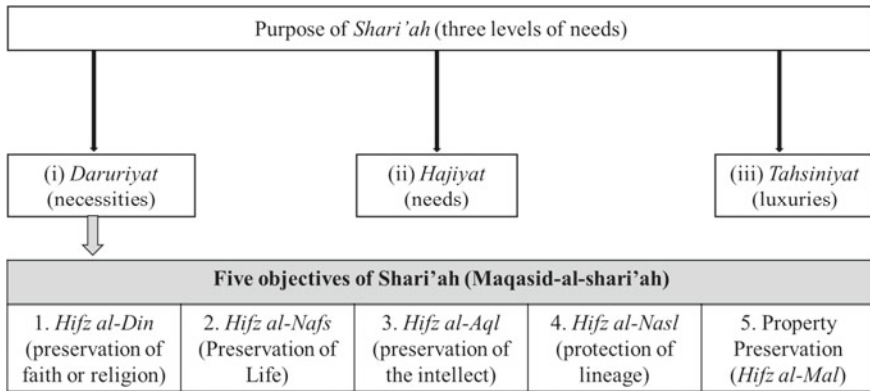 Purpose of Shari'ah (three levels of needs)
(i) Daruriyat
(necessities)
(ii) Hajiyat
(needs)
(iii) Tahsiniyat
(luxuries)
Five objectives of Shari'ah (Maqasid-al-shari'ah)
1. Hifz al-Din
(preservation of
faith or religion)
2. Hifz al-Nafs
(Preservation of
Life)
3. Hifz al-Aql
(preservation of
the intellect)
4. Hifz al-Nasl
(protection of
lineage)
5. Property
Preservation
(Hifz al-Mal)